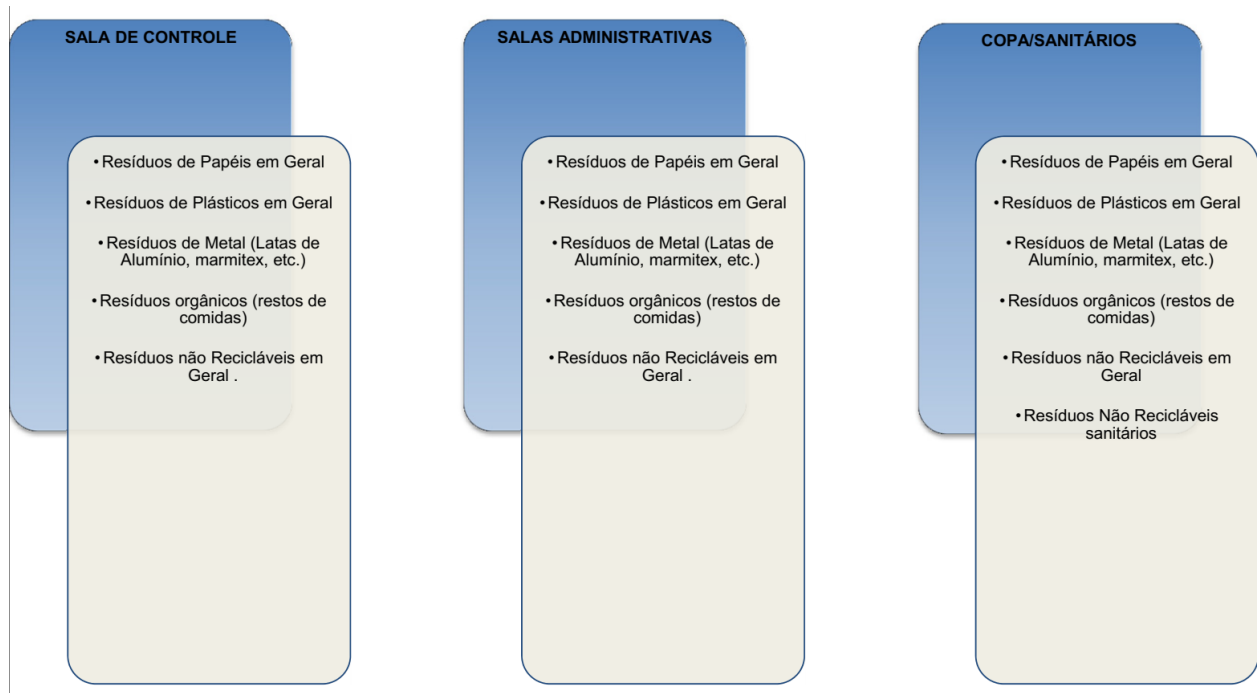 SALA DE CONTROLE
• Resíduos de Papéis em Geral
• Resíduos de Plásticos em Geral
• Resíduos de Metal (Latas de
Alumínio, marmitex, etc.)
• Resíduos orgânicos (restos de
comidas)
• Resíduos não Recicláveis em
Geral .
SALAS ADMINISTRATIVAS
• Resíduos de Papéis em Geral
• Resíduos de Plásticos em Geral
• Resíduos de Metal (Latas de
Alumínio, marmitex, etc.)
• Resíduos orgânicos (restos de
comidas)
• Resíduos não Recicláveis em
Geral .
COPA/SANITÁRIOS
• Resíduos de Papéis em Geral
• Resíduos de Plásticos em Geral
• Resíduos de Metal (Latas de
Alumínio, marmitex, etc.)
• Resíduos orgânicos (restos de
comidas)
• Resíduos não Recicláveis em
Geral
• Resíduos Não Recicláveis
sanitários